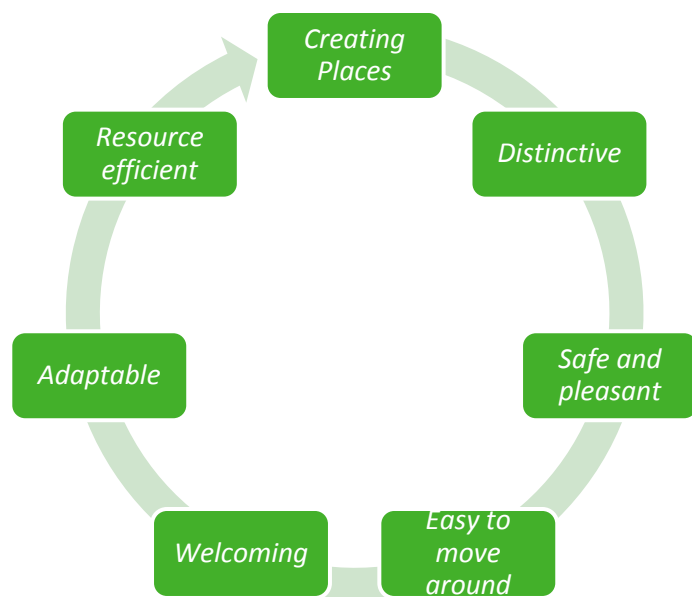 Creating
Places
Distinctive
Safe and
pleasant
Easy to
move
around
Welcoming
Adaptable
Resource
efficient